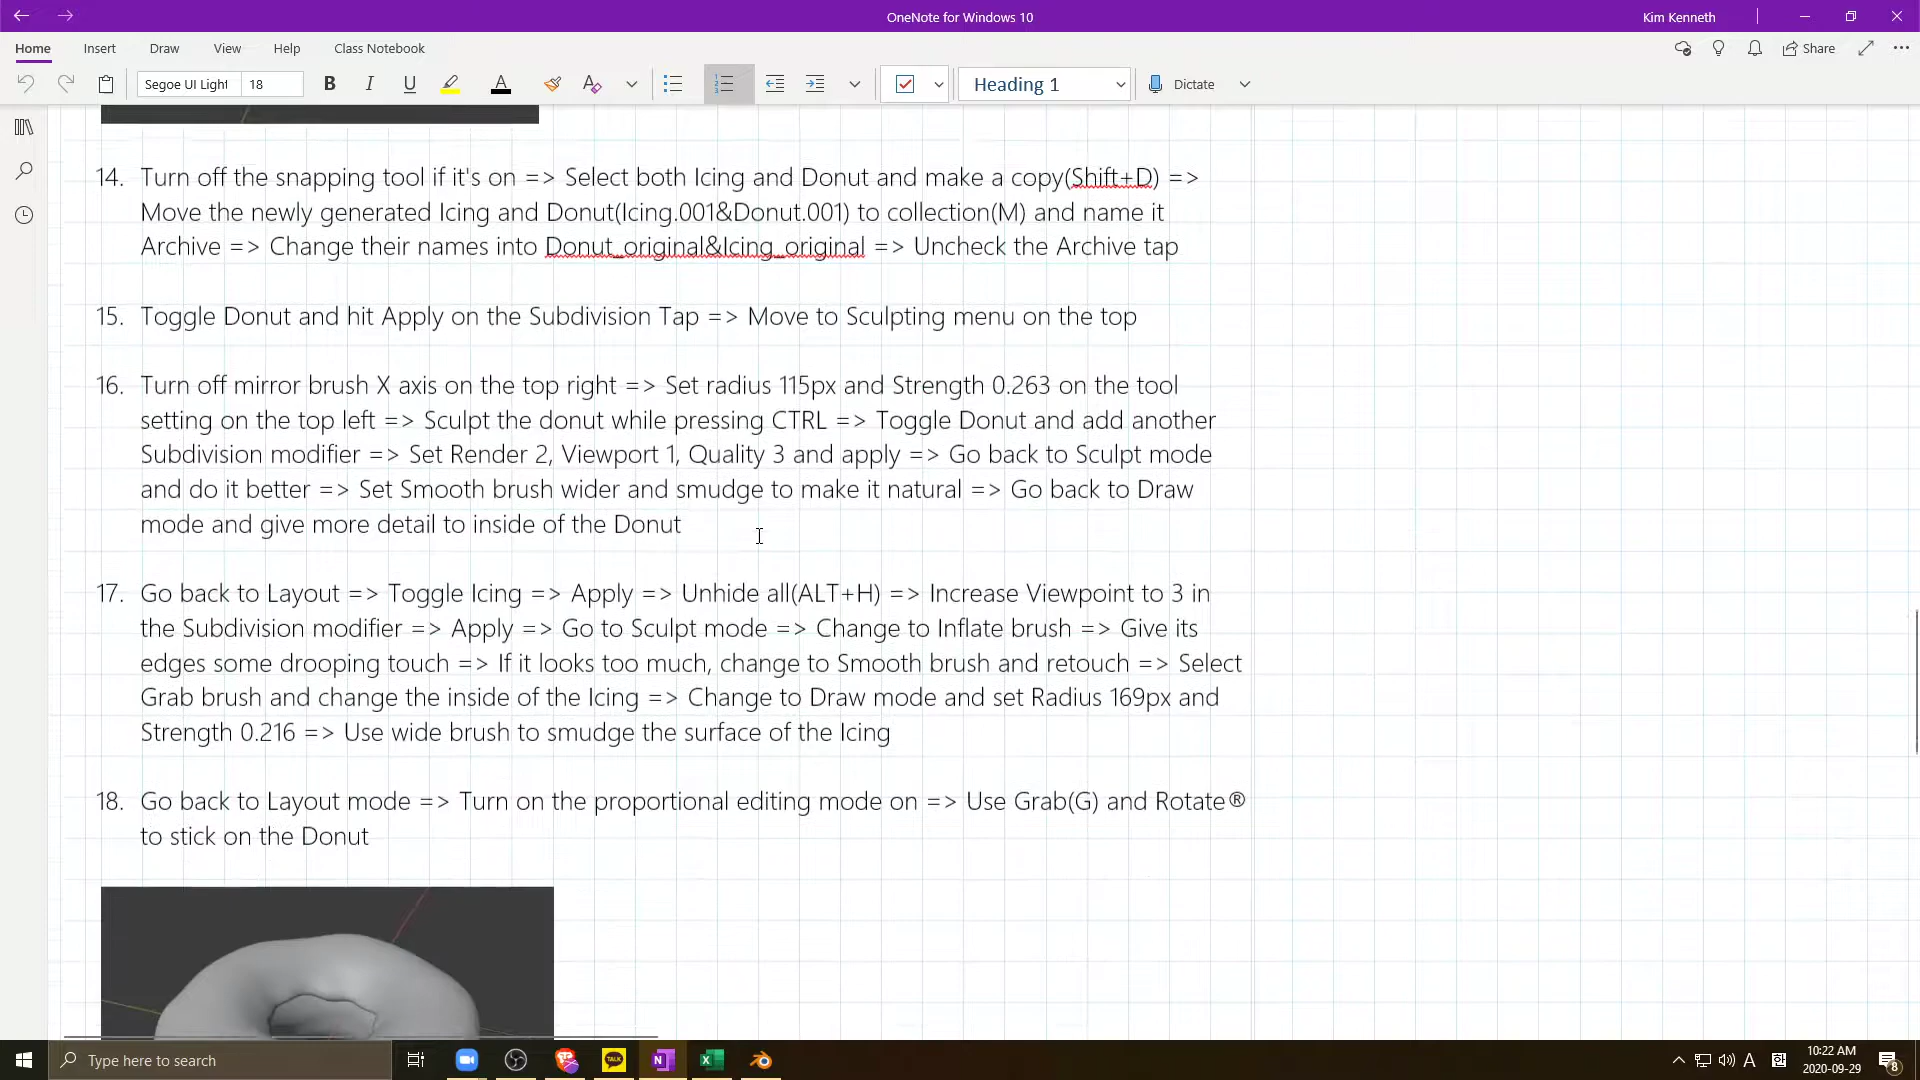 OneNote for Windows 10
Kim Kenneth
Home Insert Draw View Help Class Notebook
Share
Segoe UI Light 18 B I U A Heading 1 Dictate
14. Turn off the snapping tool if it's on => Select both Icing and Donut and make a copy(Shift+D) =>
Move the newly generated Icing and Donut(Icing.001&Donut.001) to collection(M) and name it
Archive => Change their names into Donut_original&Icing_original => Uncheck the Archive tap
15. Toggle Donut and hit Apply on the Subdivision Tap => Move to Sculpting menu on the top
16. Turn off mirror brush X axis on the top right => Set radius 115px and Strength 0.263 on the tool
setting on the top left => Sculpt the donut while pressing CTRL => Toggle Donut and add another
Subdivision modifier => Set Render 2, Viewport 1, Quality 3 and apply => Go back to Sculpt mode
and do it better => Set Smooth brush wider and smudge to make it natural => Go back to Draw
mode and give more detail to inside of the Donut
17. Go back to Layout => Toggle Icing => Apply => Unhide all(ALT+H) => Increase Viewpoint to 3 in
the Subdivision modifier => Apply => Go to Sculpt mode => Change to Inflate brush => Give its
edges some drooping touch => If it looks too much, change to Smooth brush and retouch => Select
Grab brush and change the inside of the Icing => Change to Draw mode and set Radius 169px and
Strength 0.216 => Use wide brush to smudge the surface of the Icing
18. Go back to Layout mode => Turn on the proportional editing mode on => Use Grab(G) and Rotate®
to stick on the Donut
Type here to search
TALK
A
10:22 AM
2020-09-29
8